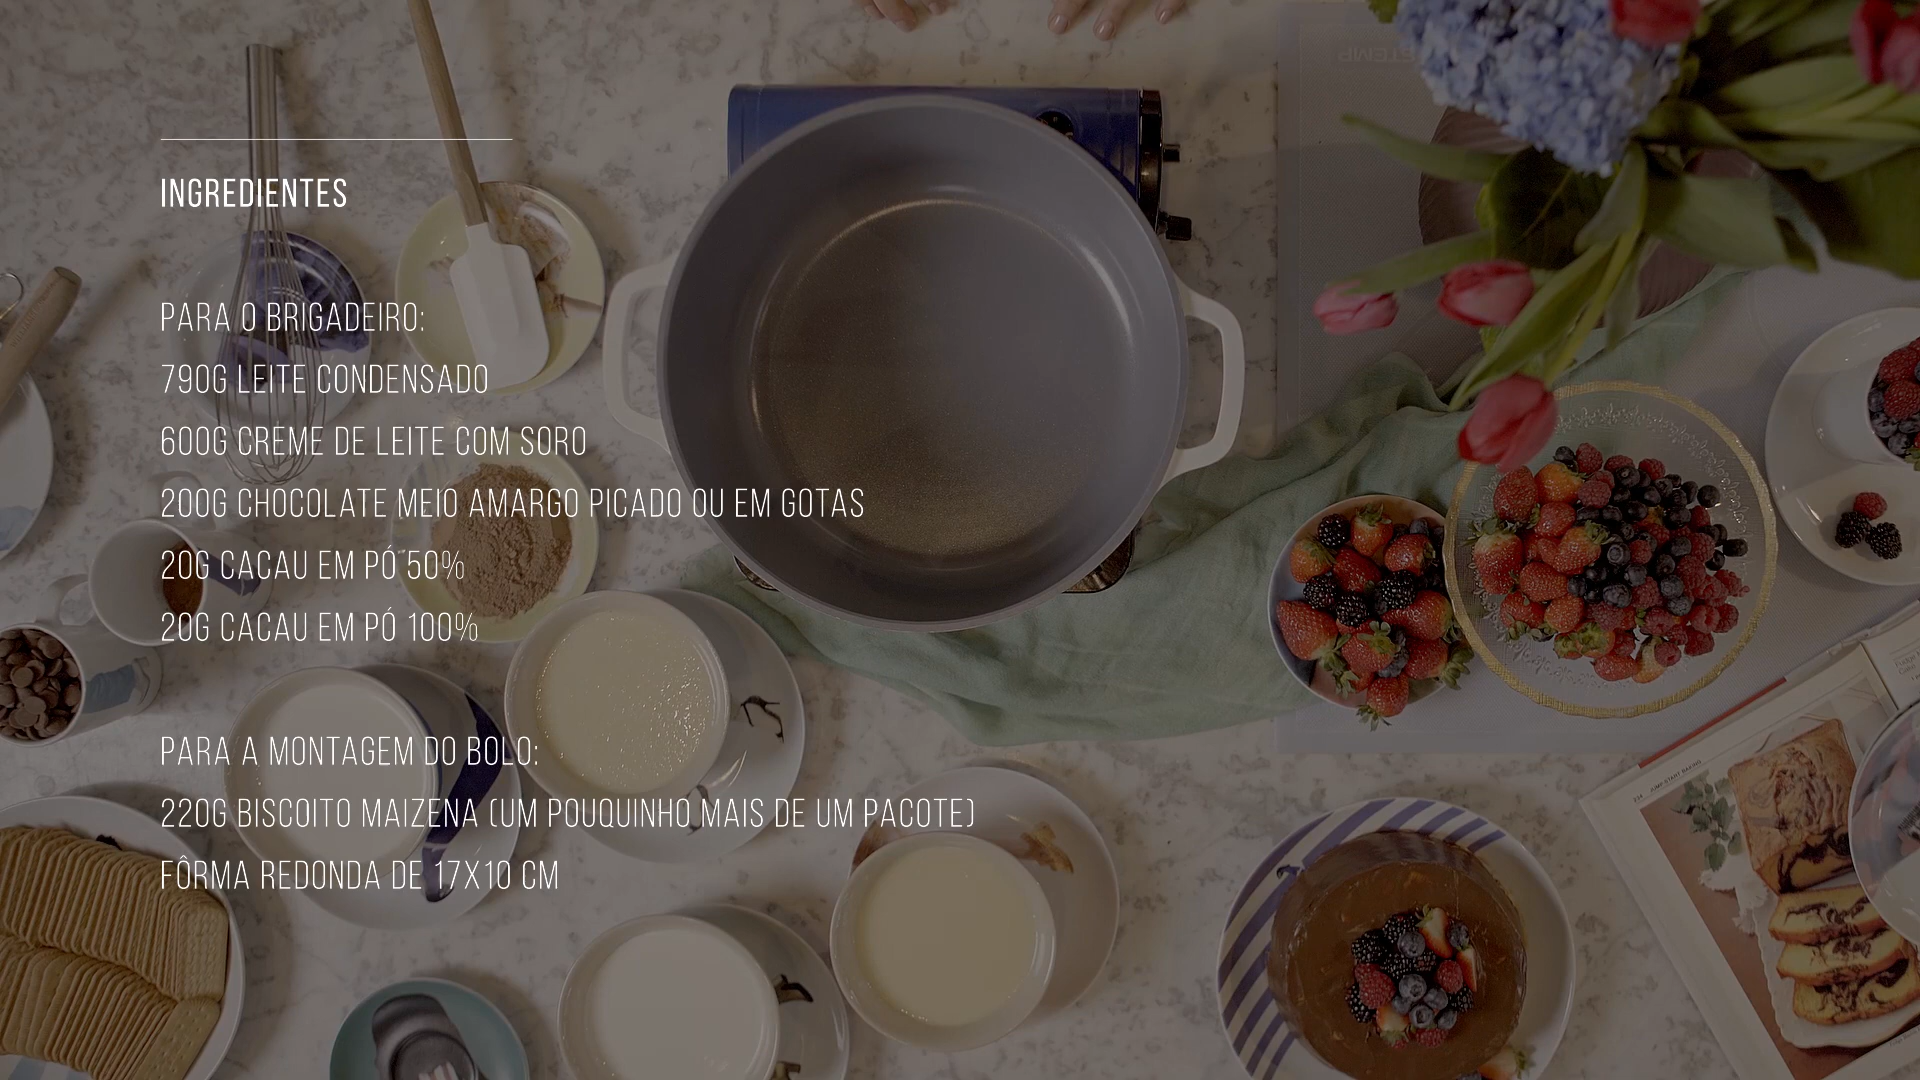 INGREDIENTES
PARA O BRIGADEIRO:
790G LEITE CONDENSADO
600G CREME DE LEITE COM SORO
200G CHOCOLATE MEIO AMARGO PICADO OU EM GOTAS
20G CACAU EM PÓ 50%
20G CACAU EM PÓ 100%
PARA A MONTAGEM DO BOLO:
220G BISCOITO MAIZENA (UM POUQUINHO MAIS DE UM PACOTE)
FÔRMA REDONDA DE 17X10 CM